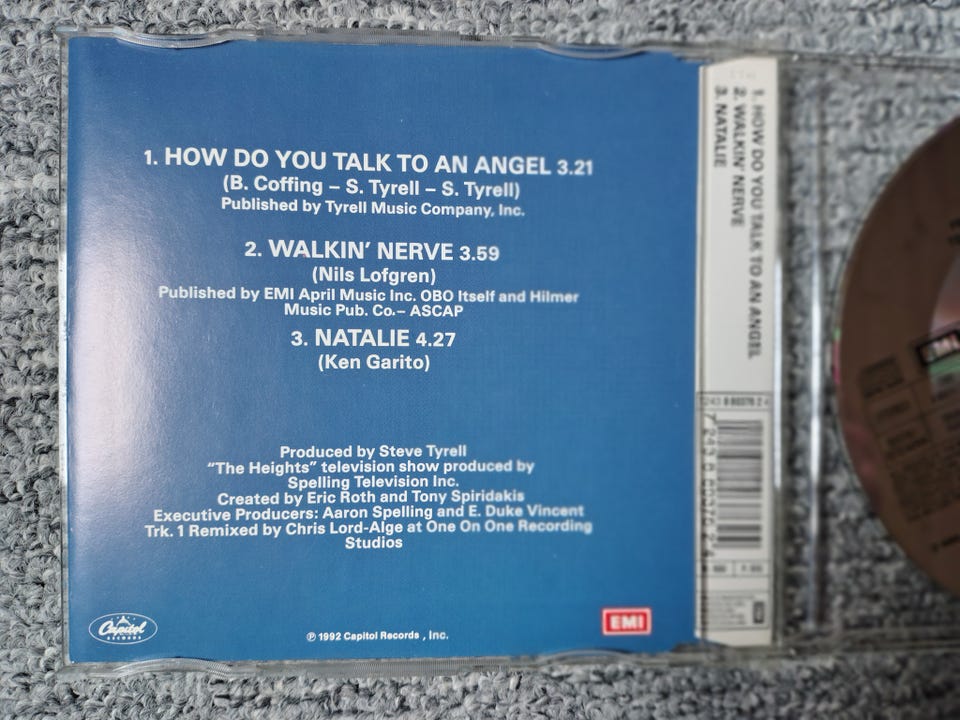 1. HOW DO YOU TALK TO AN ANGEL 3.21
(B. Coffing – S. Tyrell – S. Tyrell)
Published by Tyrell Music Company, Inc.
2. WALKIN' NERVE 3.59
(Nils Lofgren)
Published by EMI April Music Inc. OBO Itself and Hilmer
Music Pub. Co.– ASCAP
3. NATALIE 4.27
(Ken Garito)
Produced by Steve Tyrell
"The Heights" television show produced by
Spelling Television Inc.
Created by Eric Roth and Tony Spiridakis
Executive Producers: Aaron Spelling and E. Duke Vincent
Trk. 1 Remixed by Chris Lord-Alge at One On One Recording
Studios
Capitol
RECORDS
℗ 1992 Capitol Records , Inc.
EMI
1. HOW DO YOU TALK TO AN ANGEL
2. WALKIN' NERVE
3. NATALIE
EMI